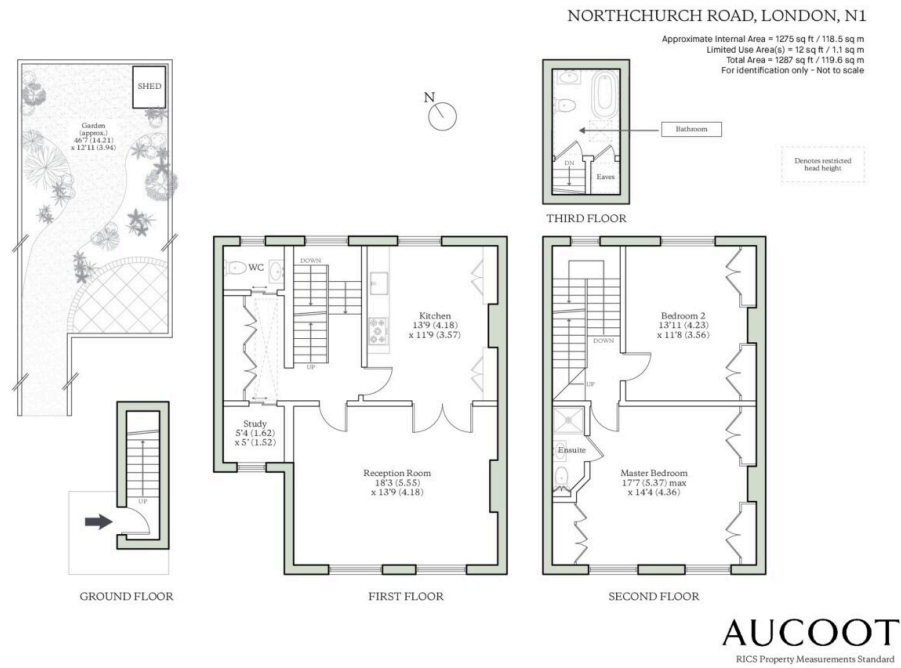 NORTHCHURCH ROAD, LONDON, N1
Approximate Internal Area = 1275 sq ft / 118.5 sq m
Limited Use Area(s) = 12 sq ft / 1.1 sq m
Total Area = 1287 sq ft / 119.6 sq m
For identification only - Not to scale
SHED
Garden
(approx.)
46'7 (14.21)
x 12'11 (3.94)
N
Bathroom
DN
Eaves
THIRD FLOOR
Denotes restricted
head height
WC
DOWN
UP
Kitchen
13'9 (4.18)
x 11'9 (3.57)
Study
5'4 (1.62)
x 5' (1.52)
Reception Room
18'3 (5.55)
x 13'9 (4.18)
FIRST FLOOR
Bedroom 2
13'11 (4.23)
x 11'8 (3.56)
DOWN
UP
Ensuite
Master Bedroom
17'7 (5.37) max
x 14'4 (4.36)
SECOND FLOOR
UP
GROUND FLOOR
AUCOOT
RICS Property Measurements Standard